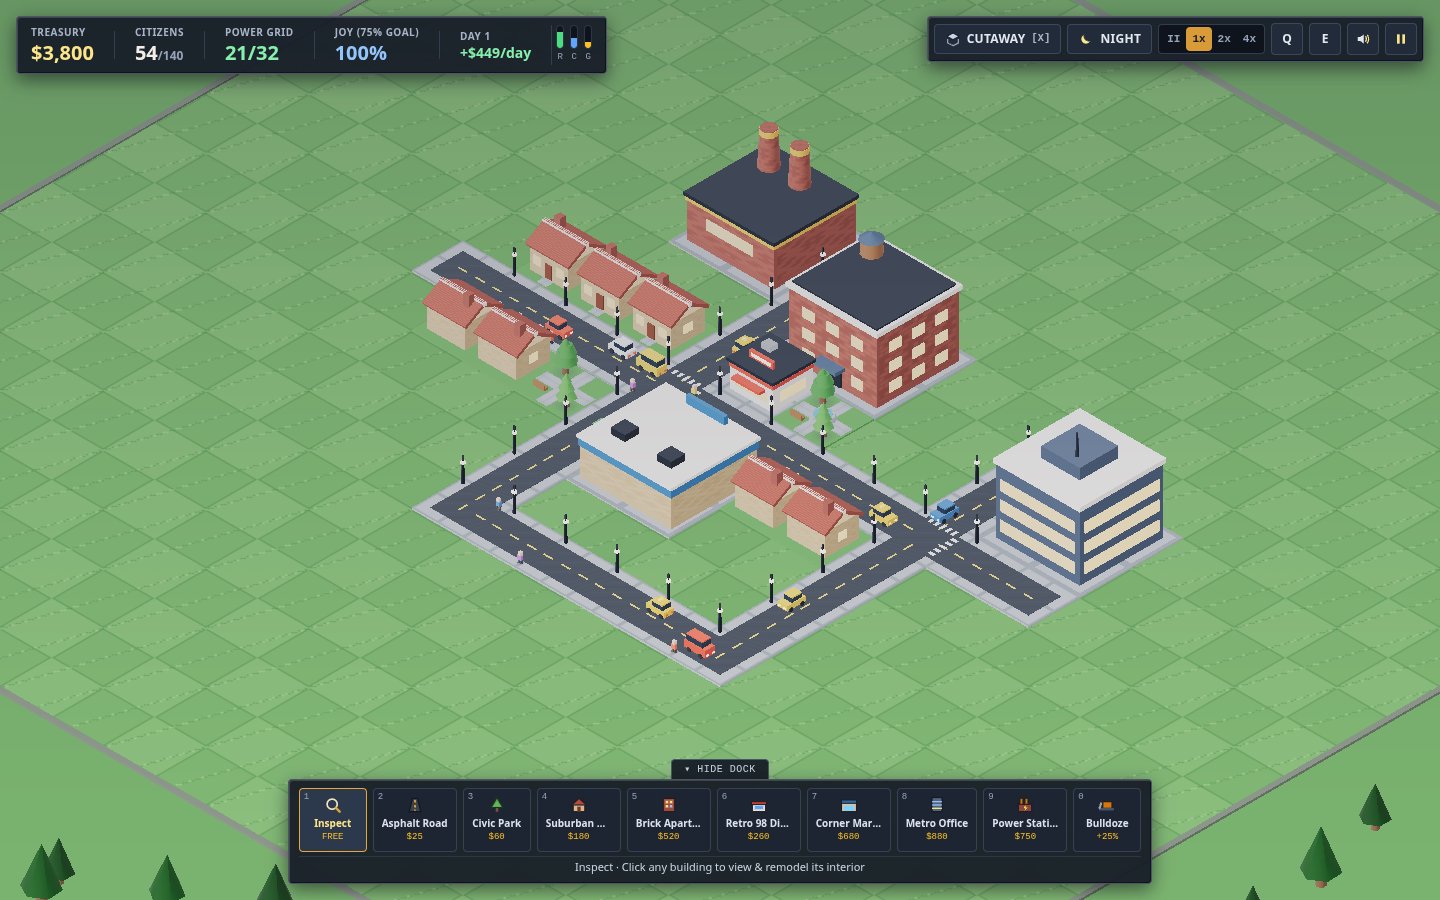 TREASURY
$3,800
CITIZENS
54/140
POWER GRID
21/32
JOY (75% GOAL)
100%
DAY 1
+$449/day
R C G
CUTAWAY [X]
NIGHT
II 1x 2x 4x
Q
E
▾ HIDE DOCK
1
Inspect
FREE
2
Asphalt Road
$25
3
Civic Park
$60
4
Suburban ...
$180
5
Brick Apart...
$520
6
Retro 98 Di...
$260
7
Corner Mar...
$680
8
Metro Office
$880
9
Power Stati...
$750
0
Bulldoze
+25%
Inspect · Click any building to view & remodel its interior